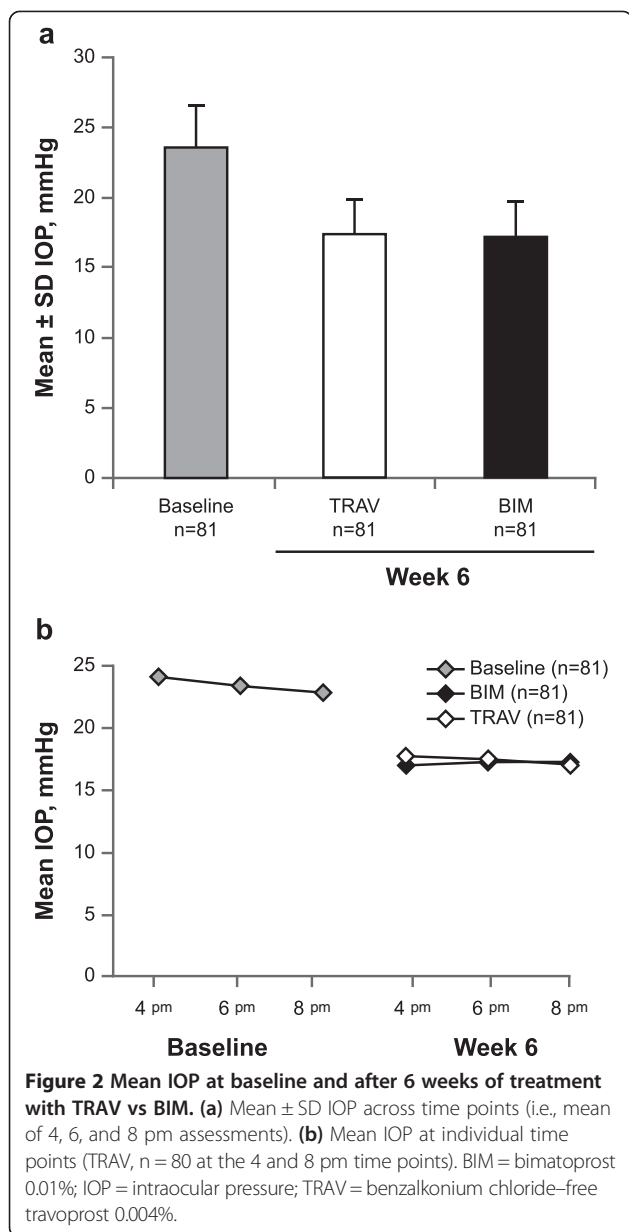 a
30
25
20
15
10
5
0
Mean ± SD IOP, mmHg
Baseline TRAV BIM
n=81 n=81 n=81
Week 6
b
25
20
15
10
5
0
Mean IOP, mmHg
Baseline (n=81)
BIM (n=81)
TRAV (n=81)
4 pm 6 pm 8 pm 4 pm 6 pm 8 pm
Baseline Week 6
Figure 2 Mean IOP at baseline and after 6 weeks of treatment
with TRAV vs BIM. (a) Mean ± SD IOP across time points (i.e., mean
of 4, 6, and 8 pm assessments). (b) Mean IOP at individual time
points (TRAV, n = 80 at the 4 and 8 pm time points). BIM = bimatoprost
0.01%; IOP = intraocular pressure; TRAV = benzalkonium chloride–free
travoprost 0.004%.